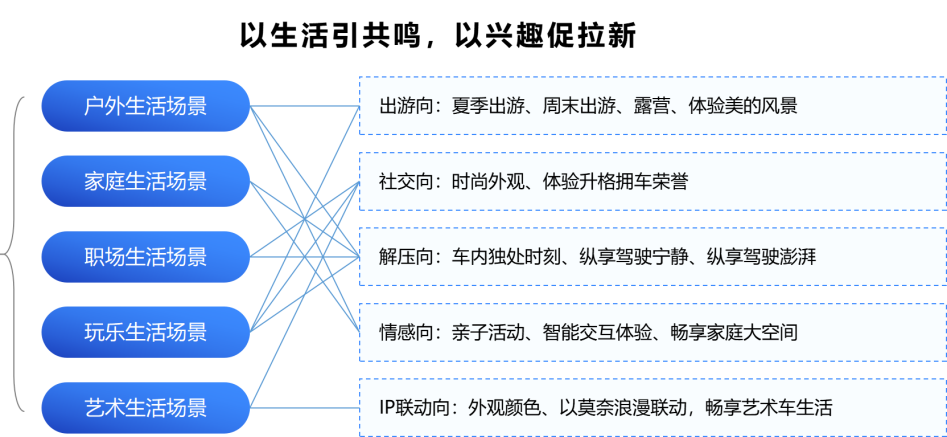 以生活引共鸣，以兴趣促拉新
户外生活场景
出游向：夏季出游、周末出游、露营、体验美的风景
家庭生活场景
社交向：时尚外观、体验升格拥车荣誉
职场生活场景
解压向：车内独处时刻、纵享驾驶宁静、纵享驾驶澎湃
玩乐生活场景
情感向：亲子活动、智能交互体验、畅享家庭大空间
艺术生活场景
IP联动向：外观颜色、以莫奈浪漫联动，畅享艺术车生活